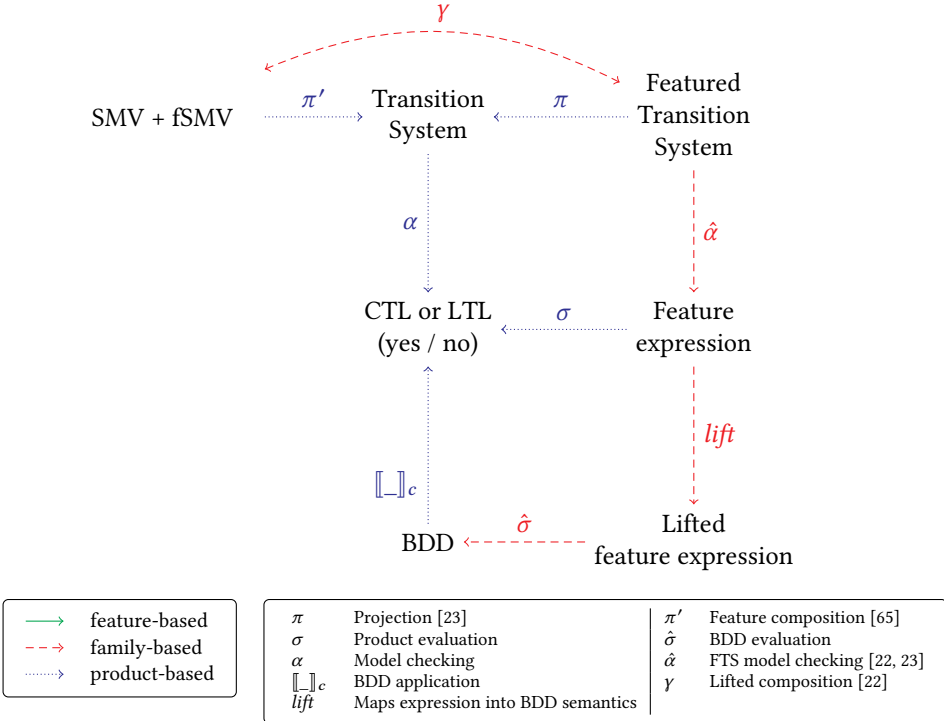 γ
SMV + fSMV
π′
Transition
System
π
Featured
Transition
System
α
α̂
CTL or LTL
(yes / no)
σ
Feature
expression
lift
⟦_⟧c
BDD
σ̂
Lifted
feature expression
feature-based
family-based
product-based
π Projection [23]
σ Product evaluation
α Model checking
⟦_⟧c BDD application
lift Maps expression into BDD semantics
π′ Feature composition [65]
σ̂ BDD evaluation
α̂ FTS model checking [22, 23]
γ Lifted composition [22]